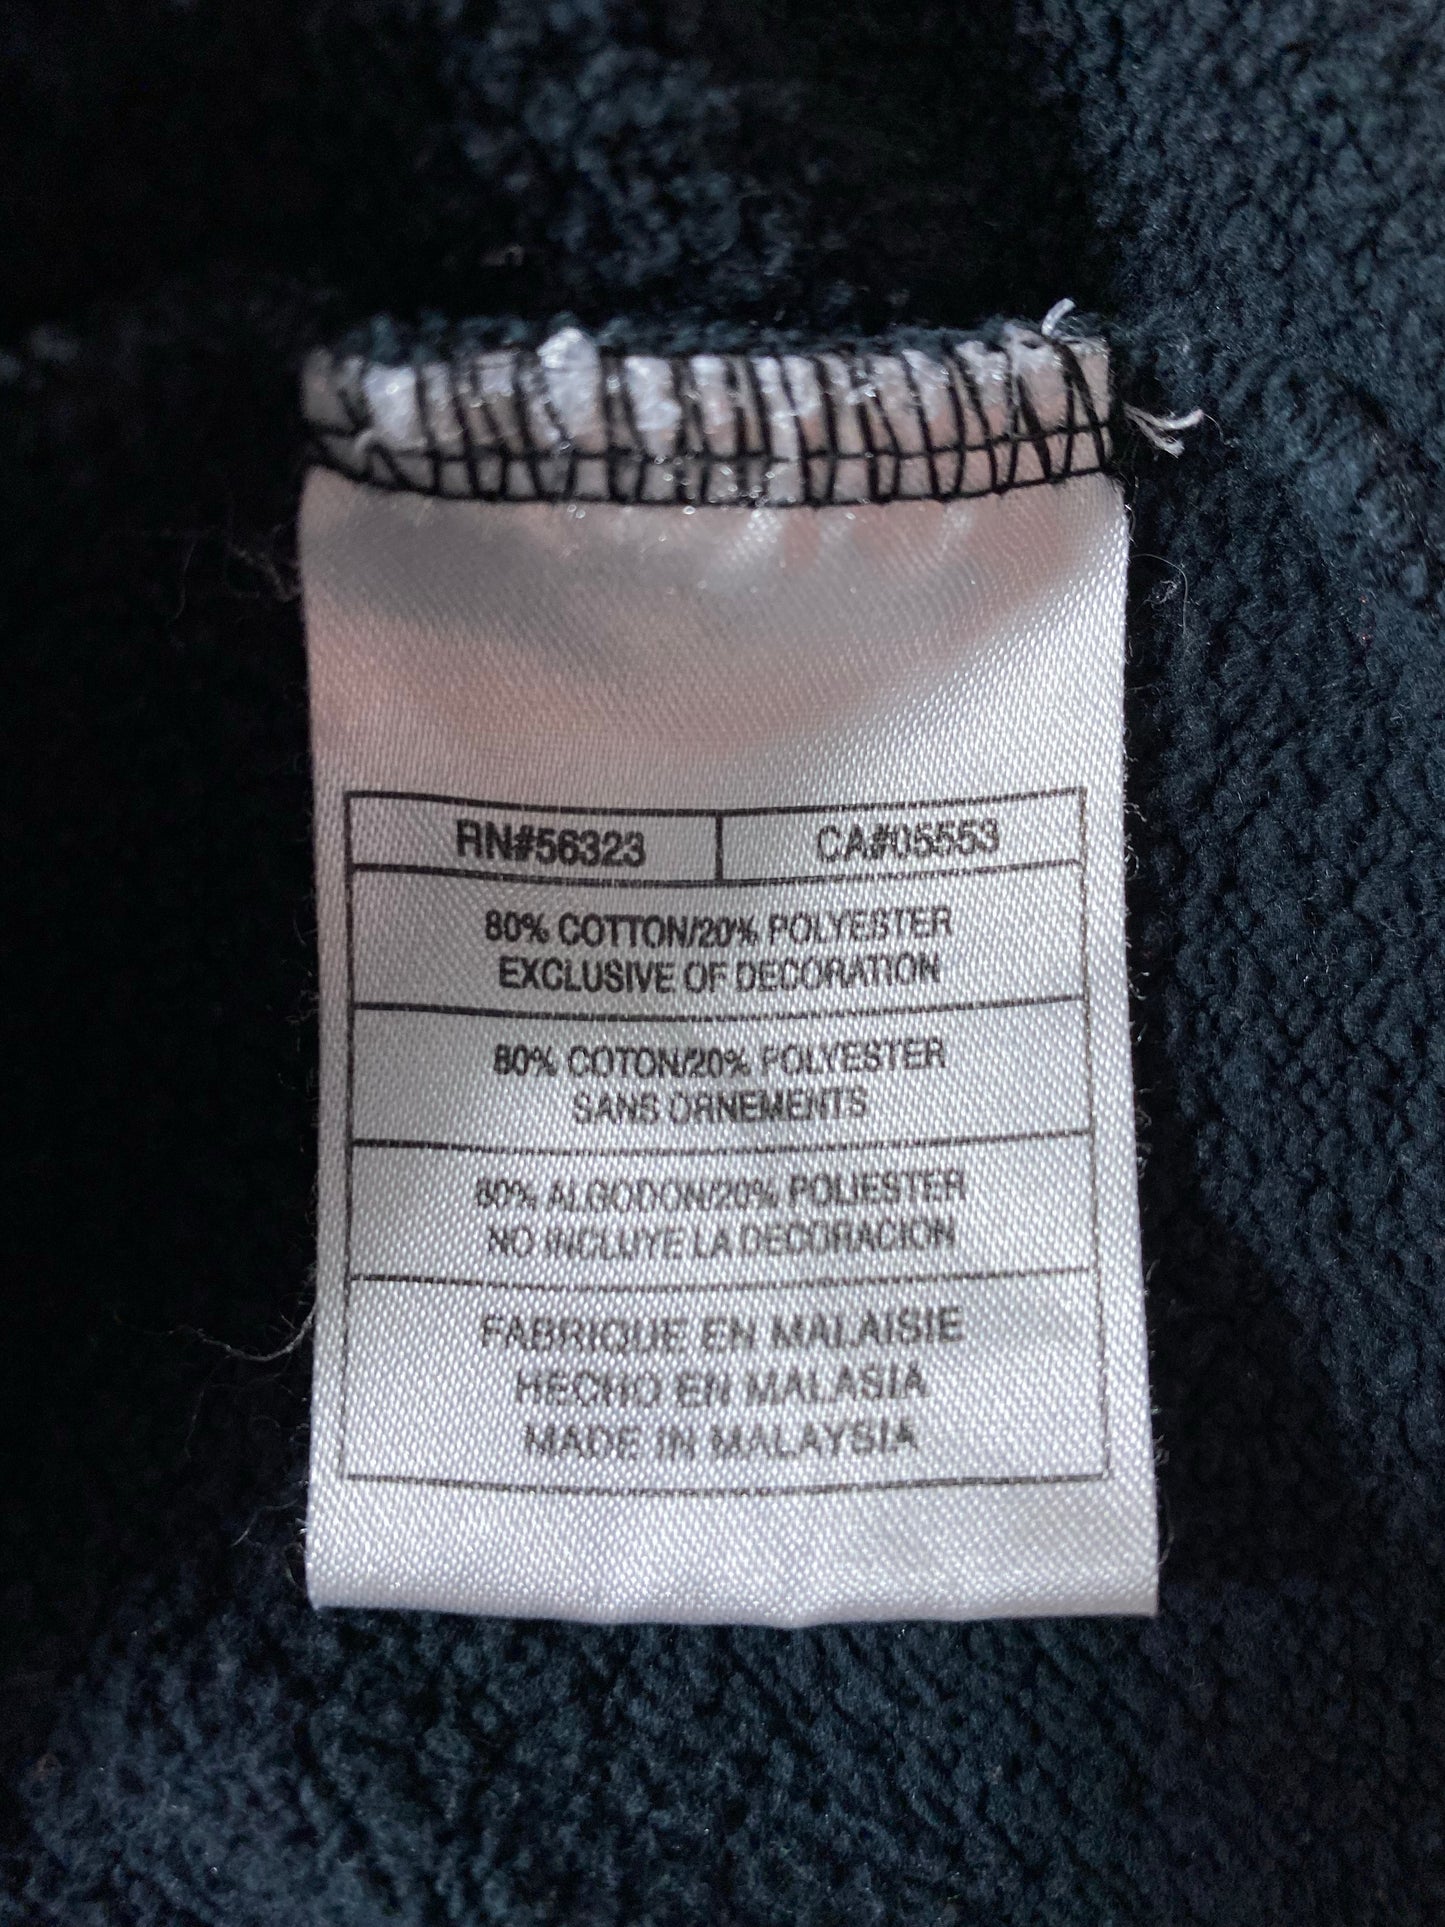 RN#56323 CA#05553
80% COTTON/20% POLYESTER
EXCLUSIVE OF DECORATION
80% COTON/20% POLYESTER
SANS ORNEMENTS
80% ALGODON/20% POLIESTER
NO INCLUYE LA DECORACION
FABRIQUE EN MALAISIE
HECHO EN MALASIA
MADE IN MALAYSIA